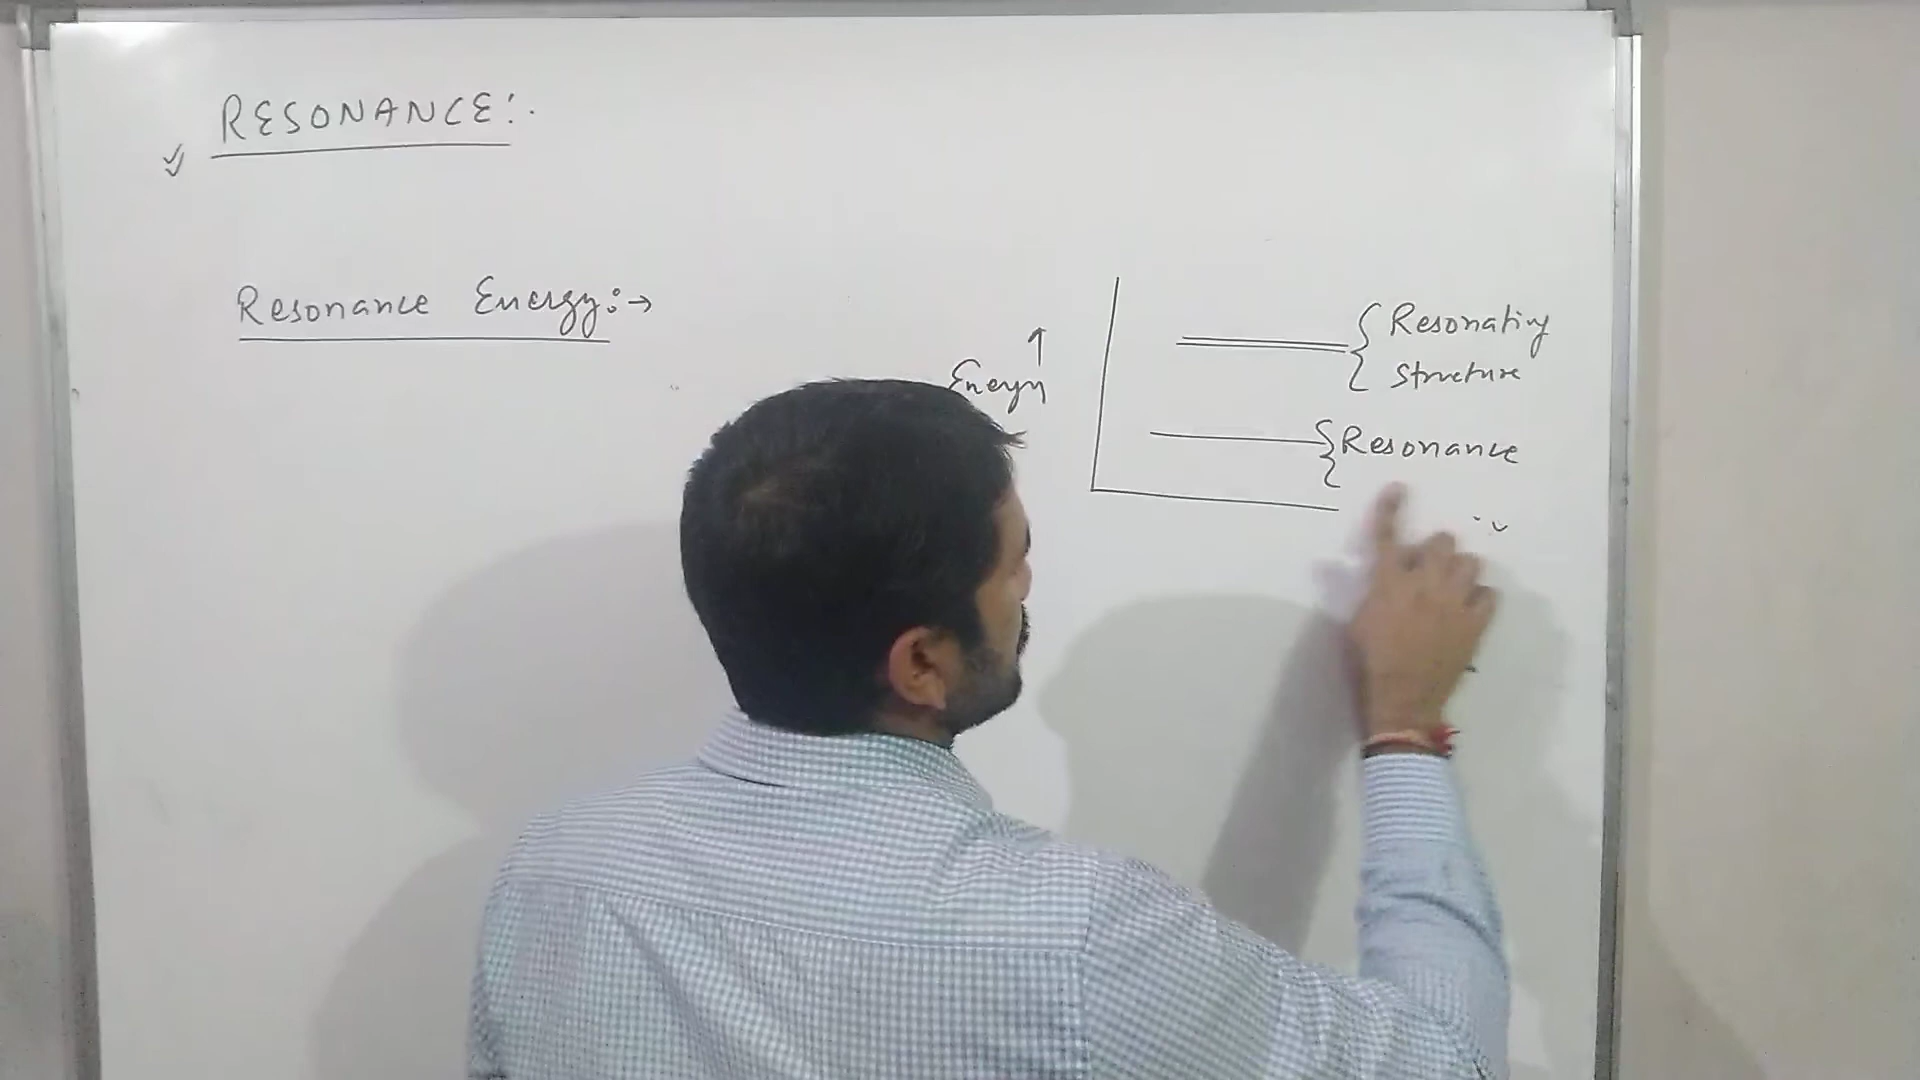 RESONANCE:.
Resonance Energy:→
Energy ↑
Resonating
Structure
Resonance